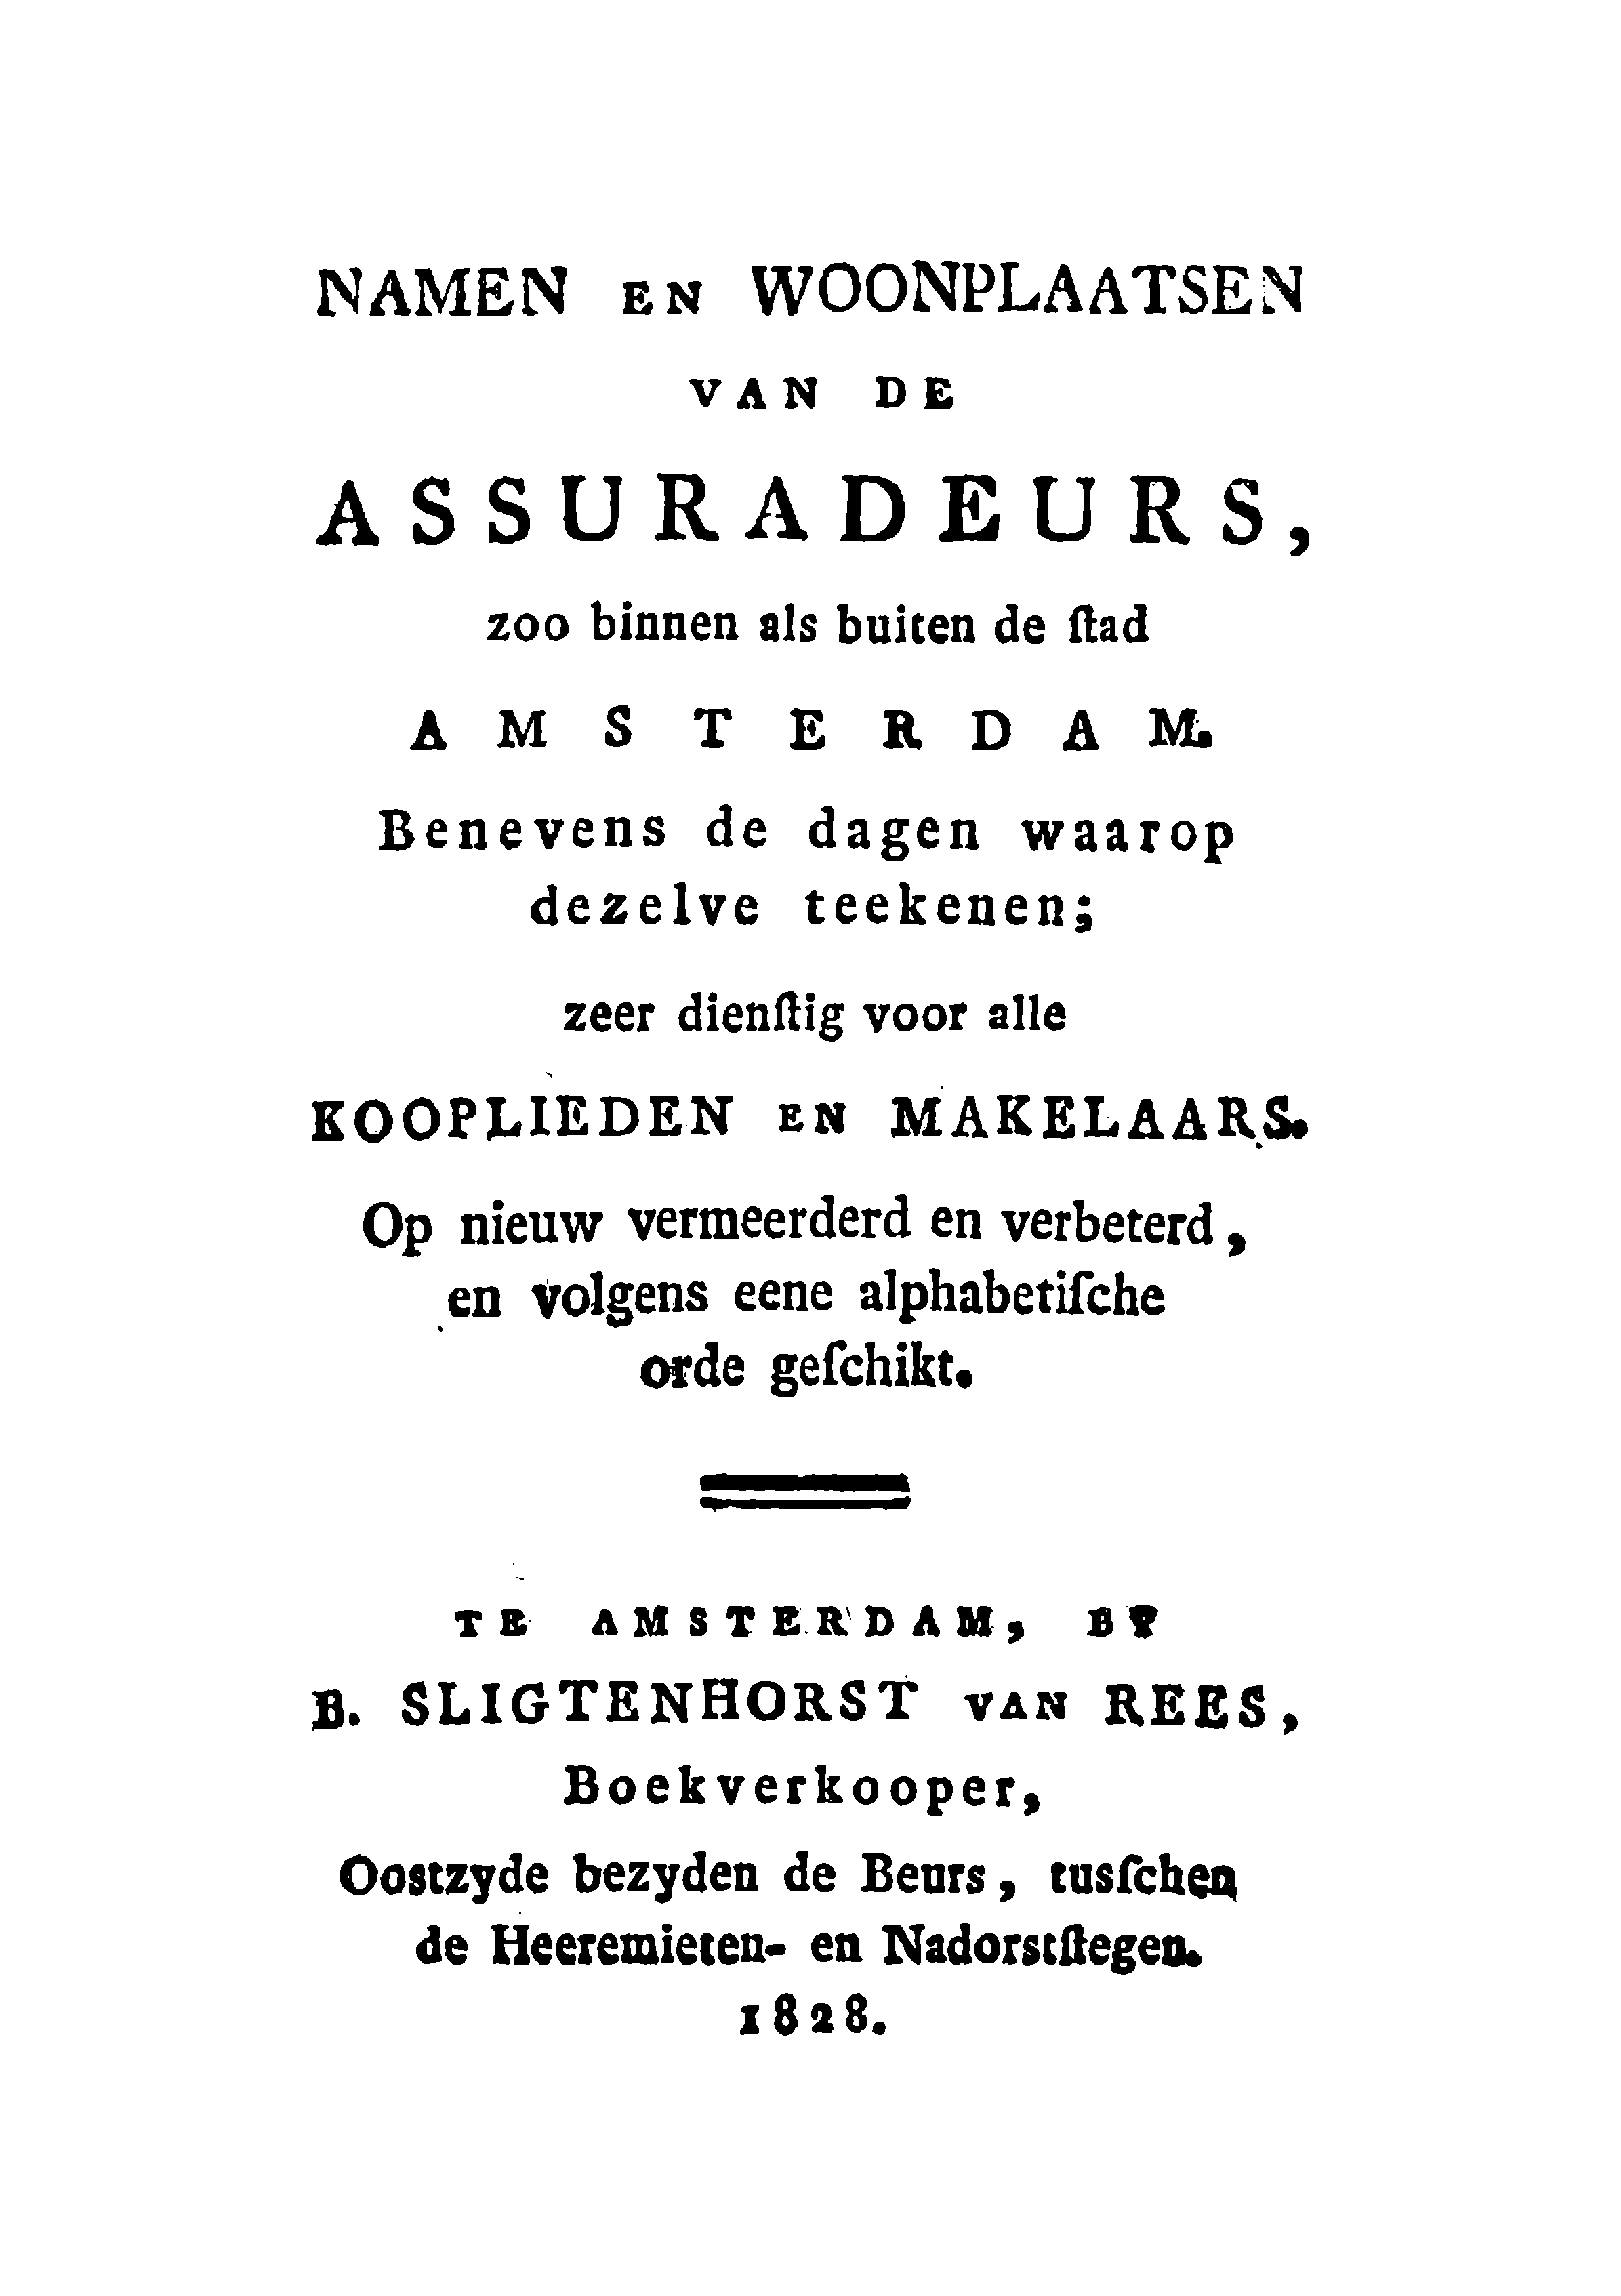 NAMEN EN WOONPLAATSEN
VAN DE
ASSURADEURS,
zoo binnen als buiten de ſtad
AMSTERDAM.
Benevens de dagen waarop
dezelve teekenen;
zeer dienſtig voor alle
KOOPLIEDEN EN MAKELAARS.
Op nieuw vermeerderd en verbeterd,
en volgens eene alphabetiſche
orde geſchikt.
TE AMSTERDAM, BY
B. SLIGTENHORST VAN REES,
Boekverkooper,
Oostzyde bezyden de Beurs, tusſchen
de Heeremieten- en Nadorstſtegen.
1828.